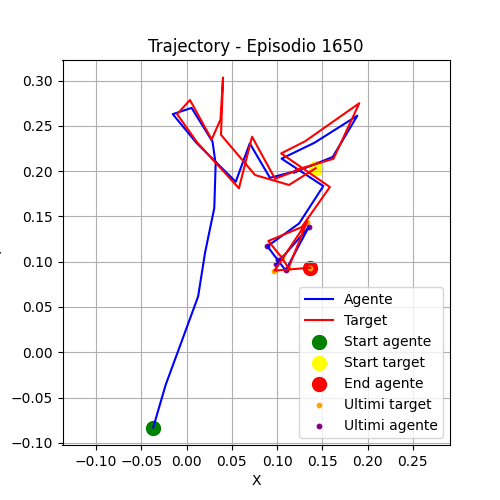 Trajectory - Episodio 1650
0.30
0.25
0.20
0.15
0.10
0.05
0.00
−0.05
−0.10
−0.10 −0.05 0.00 0.05 0.10 0.15 0.20 0.25
X
Agente
Target
Start agente
Start target
End agente
Ultimi target
Ultimi agente